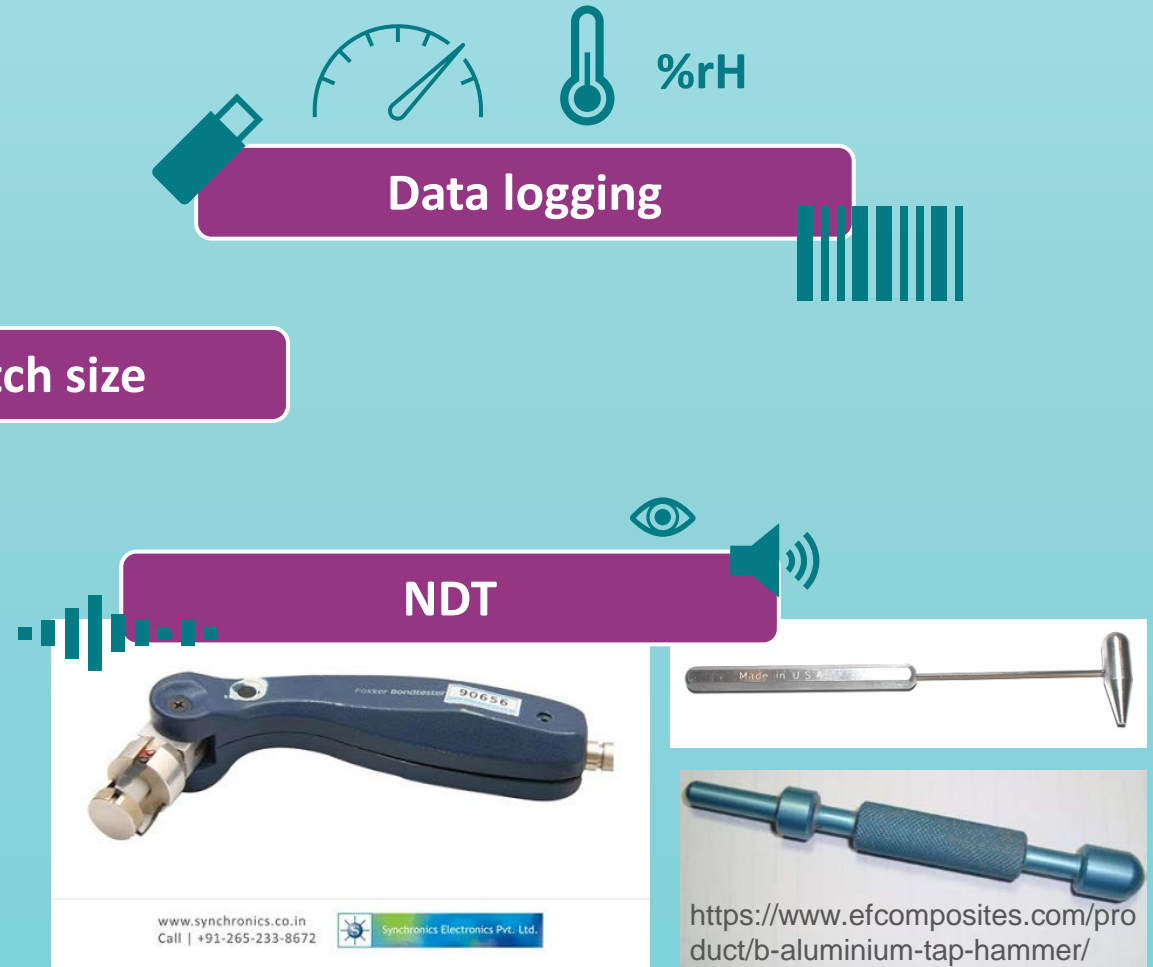 %rH
Data logging
tch size
NDT
Fokker Bondtester
90656
Made in U.S.A
www.synchronics.co.in
Call | +91-265-233-8672
Synchronics Electronics Pvt. Ltd.
https://www.efcomposites.com/pro
duct/b-aluminium-tap-hammer/